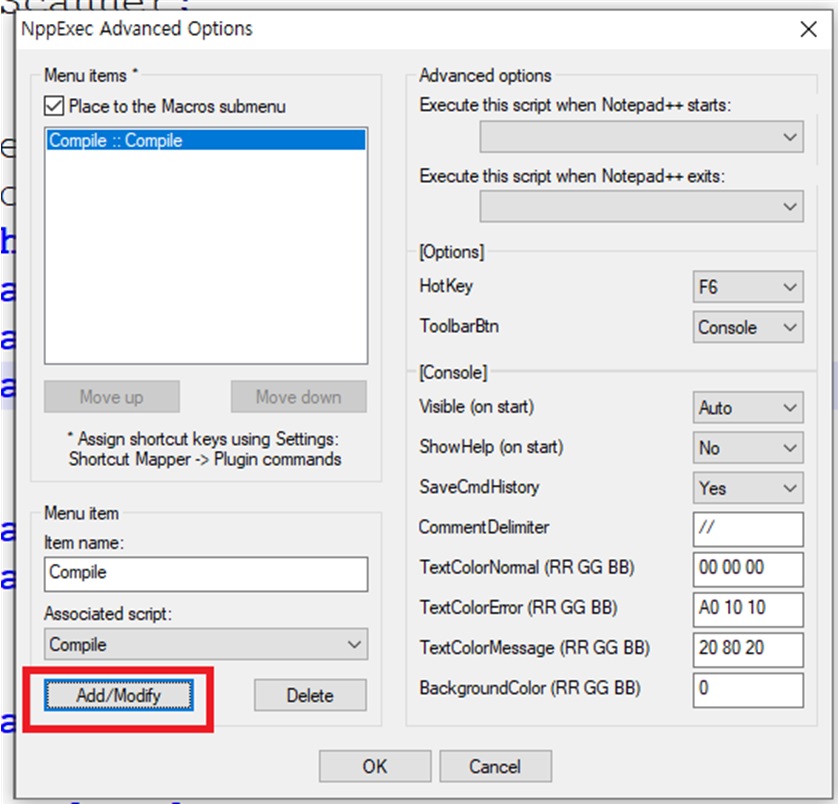 Scanner;
NppExec Advanced Options
Menu items *
Place to the Macros submenu
Compile :: Compile
Move up
Move down
* Assign shortcut keys using Settings:
Shortcut Mapper -> Plugin commands
Menu item
Item name:
Compile
Associated script:
Compile
Add/Modify
Delete
Advanced options
Execute this script when Notepad++ starts:
Execute this script when Notepad++ exits:
[Options]
HotKey
F6
ToolbarBtn
Console
[Console]
Visible (on start)
Auto
ShowHelp (on start)
No
SaveCmdHistory
Yes
CommentDelimiter
//
TextColorNormal (RR GG BB)
00 00 00
TextColorError (RR GG BB)
A0 10 10
TextColorMessage (RR GG BB)
20 80 20
BackgroundColor (RR GG BB)
0
OK
Cancel